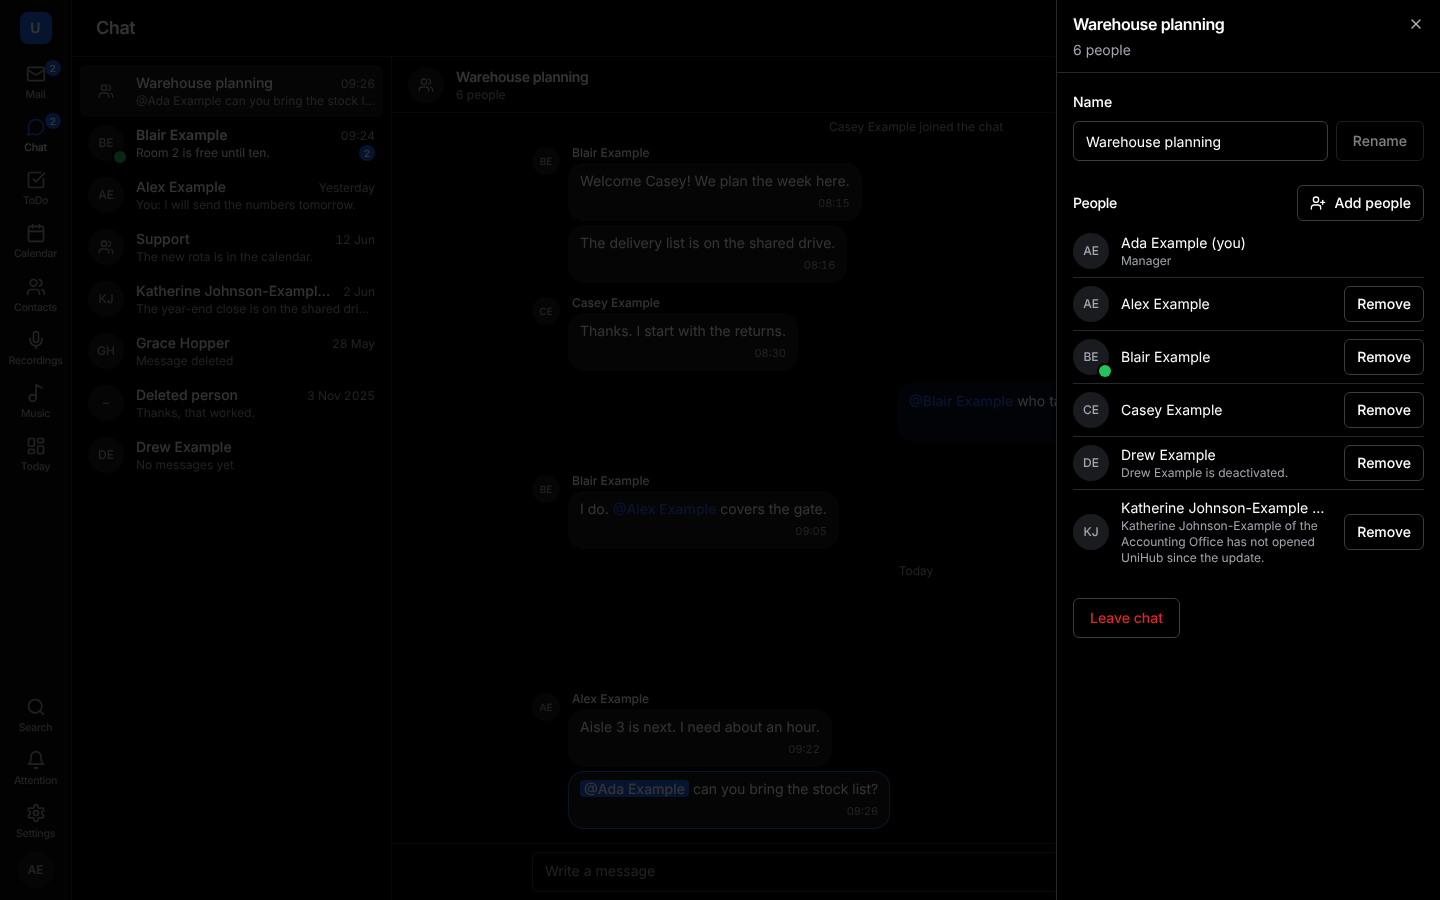 U
Mail
2
Chat
2
ToDo
Calendar
Contacts
Recordings
Music
Today
Search
Attention
Settings
AE
Chat
Warehouse planning 09:26
@Ada Example can you bring the stock l...
BE
Blair Example 09:24
Room 2 is free until ten. 2
AE
Alex Example Yesterday
You: I will send the numbers tomorrow.
Support 12 Jun
The new rota is in the calendar.
KJ
Katherine Johnson-Exampl... 2 Jun
The year-end close is on the shared dri...
GH
Grace Hopper 28 May
Message deleted
–
Deleted person 3 Nov 2025
Thanks, that worked.
DE
Drew Example
No messages yet
Warehouse planning
6 people
Casey Example joined the chat
BE
Blair Example
Welcome Casey! We plan the week here.
08:15
The delivery list is on the shared drive.
08:16
CE
Casey Example
Thanks. I start with the returns.
08:30
@Blair Example who ta
BE
Blair Example
I do. @Alex Example covers the gate.
09:05
Today
AE
Alex Example
Aisle 3 is next. I need about an hour.
09:22
@Ada Example can you bring the stock list?
09:26
Write a message
Warehouse planning
6 people
Name
Warehouse planning
Rename
People
Add people
AE
Ada Example (you)
Manager
AE
Alex Example
Remove
BE
Blair Example
Remove
CE
Casey Example
Remove
DE
Drew Example
Drew Example is deactivated.
Remove
KJ
Katherine Johnson-Example ...
Katherine Johnson-Example of the
Accounting Office has not opened
UniHub since the update.
Remove
Leave chat